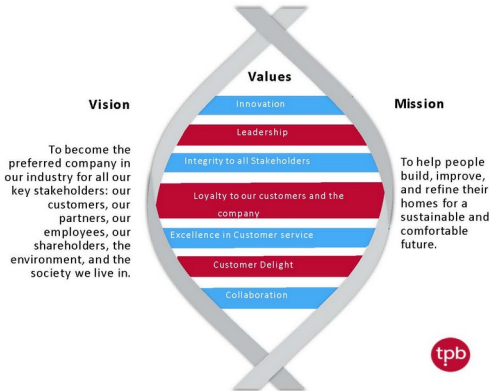 Values
Innovation
Leadership
Integrity to all Stakeholders
Loyalty to our customers and the
company
Excellence in Customer service
Customer Delight
Collaboration
Vision
To become the
preferred company in
our industry for all our
key stakeholders: our
customers, our
partners, our
employees, our
shareholders, the
environment, and the
society we live in.
Mission
To help people
build, improve,
and refine their
homes for a
sustainable and
comfortable
future.
tpb